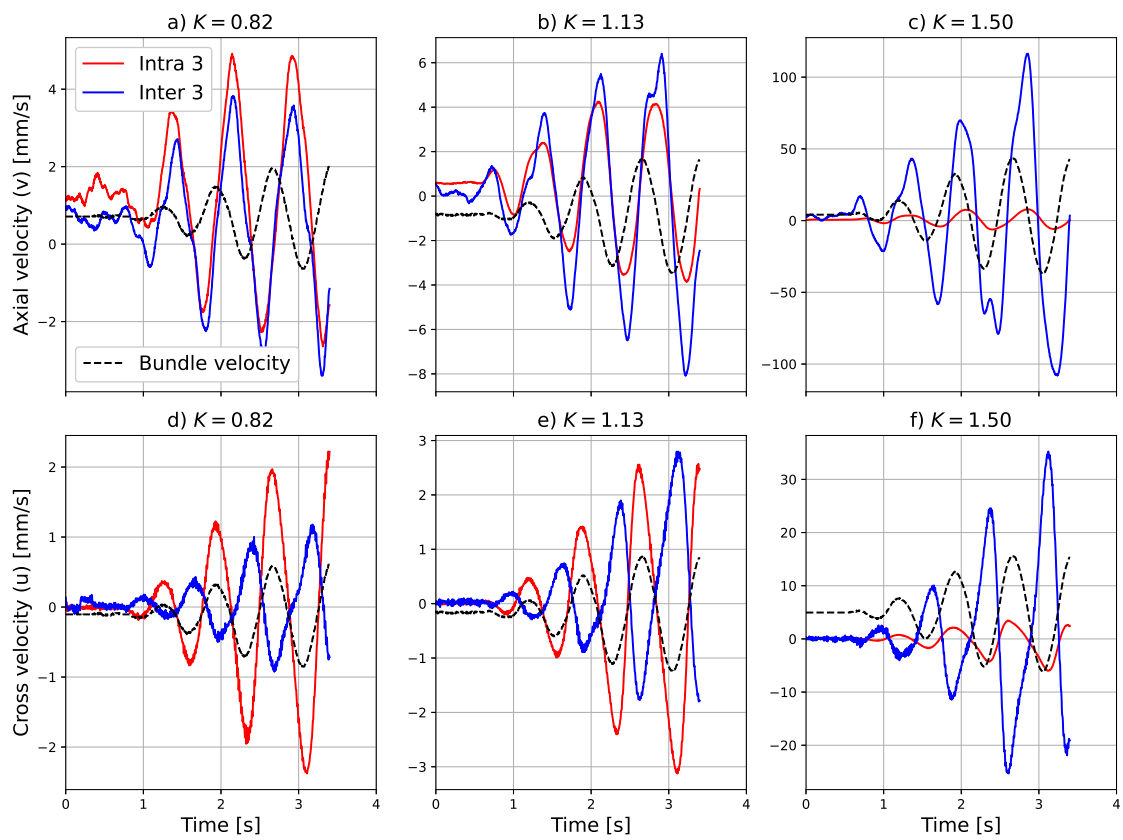 a) K = 0.82
b) K = 1.13
c) K = 1.50
Axial velocity (v) [mm/s]
4
2
0
−2
Intra 3
Inter 3
Bundle velocity
6
4
2
0
−2
−4
−6
−8
100
50
0
−50
−100
d) K = 0.82
e) K = 1.13
f) K = 1.50
Cross velocity (u) [mm/s]
2
1
0
−1
−2
3
2
1
0
−1
−2
−3
30
20
10
0
−10
−20
0 1 2 3 4
0 1 2 3 4
0 1 2 3 4
Time [s]
Time [s]
Time [s]